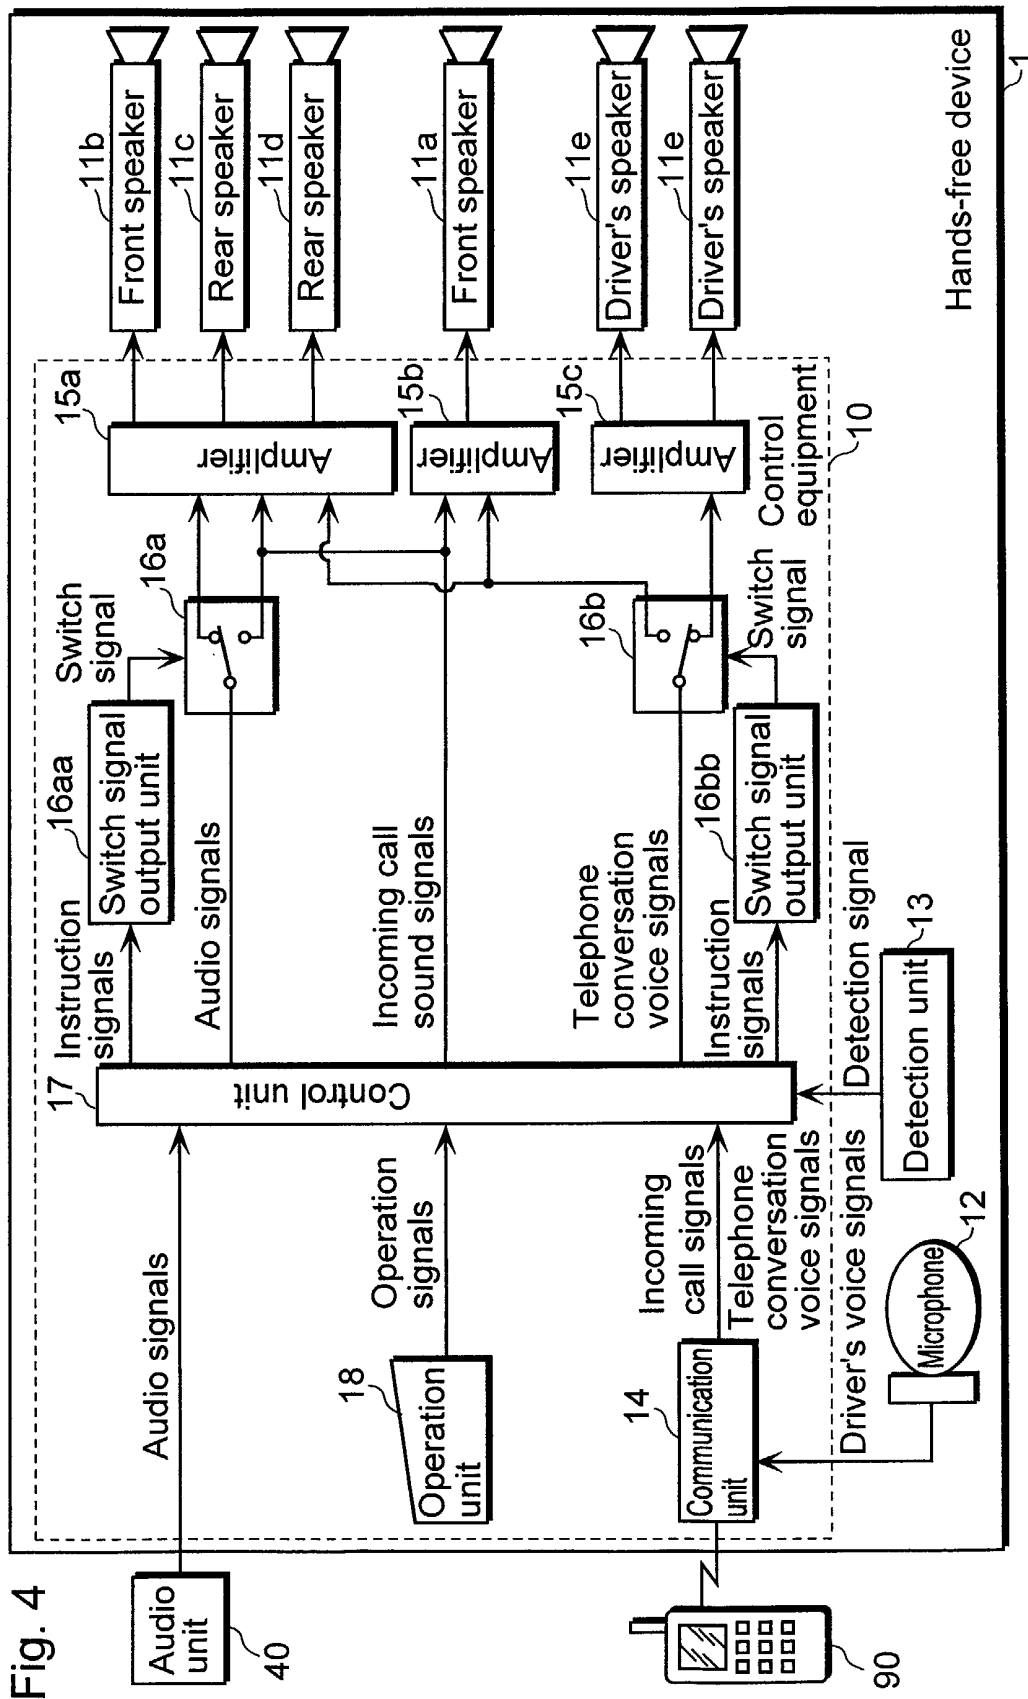 Fig. 4
Audio
unit
40
90
Audio signals
Operation
unit
18
Operation
signals
Communication
unit
14
Incoming
call signals
Telephone
conversation
voice signals
Driver's voice signals
Microphone
12
Detection unit
13
Detection signal
17
Control unit
Instruction
signals
Audio signals
Incoming call
sound signals
Telephone
conversation
voice signals
Instruction
signals
16aa
Switch signal
output unit
Switch
signal
16a
16bb
Switch signal
output unit
Switch
signal
16b
15a
Amplifier
15b
Amplifier
15c
Amplifier
Control
equipment
10
11b
Front speaker
11c
Rear speaker
11d
Rear speaker
11a
Front speaker
11e
Driver's speaker
11e
Driver's speaker
Hands-free device
1